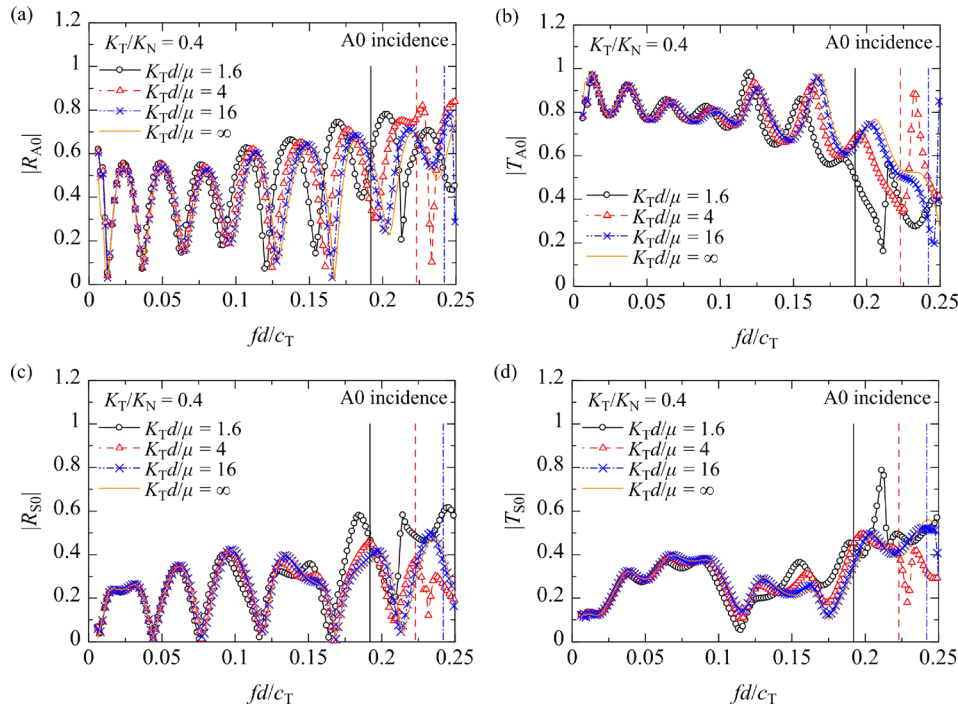 (a)
K_T/K_N = 0.4
A0 incidence
K_Td/μ = 1.6
K_Td/μ = 4
K_Td/μ = 16
K_Td/μ = ∞
|R_A0|
1.2
1
0.8
0.6
0.4
0.2
0
0 0.05 0.1 0.15 0.2 0.25
fd/c_T
(b)
K_T/K_N = 0.4
A0 incidence
K_Td/μ = 1.6
K_Td/μ = 4
K_Td/μ = 16
K_Td/μ = ∞
|T_A0|
1.2
1
0.8
0.6
0.4
0.2
0
0 0.05 0.1 0.15 0.2 0.25
fd/c_T
(c)
K_T/K_N = 0.4
A0 incidence
K_Td/μ = 1.6
K_Td/μ = 4
K_Td/μ = 16
K_Td/μ = ∞
|R_S0|
1.2
1
0.8
0.6
0.4
0.2
0
0 0.05 0.1 0.15 0.2 0.25
fd/c_T
(d)
K_T/K_N = 0.4
A0 incidence
K_Td/μ = 1.6
K_Td/μ = 4
K_Td/μ = 16
K_Td/μ = ∞
|T_S0|
1.2
1
0.8
0.6
0.4
0.2
0
0 0.05 0.1 0.15 0.2 0.25
fd/c_T